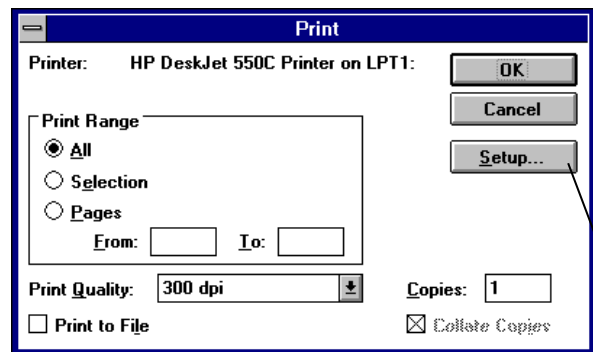 Print
Printer: HP DeskJet 550C Printer on LPT1:
OK
Cancel
Setup...
Print Range
All
Selection
Pages
From: To:
Print Quality: 300 dpi
Copies: 1
Print to File
Collate Copies